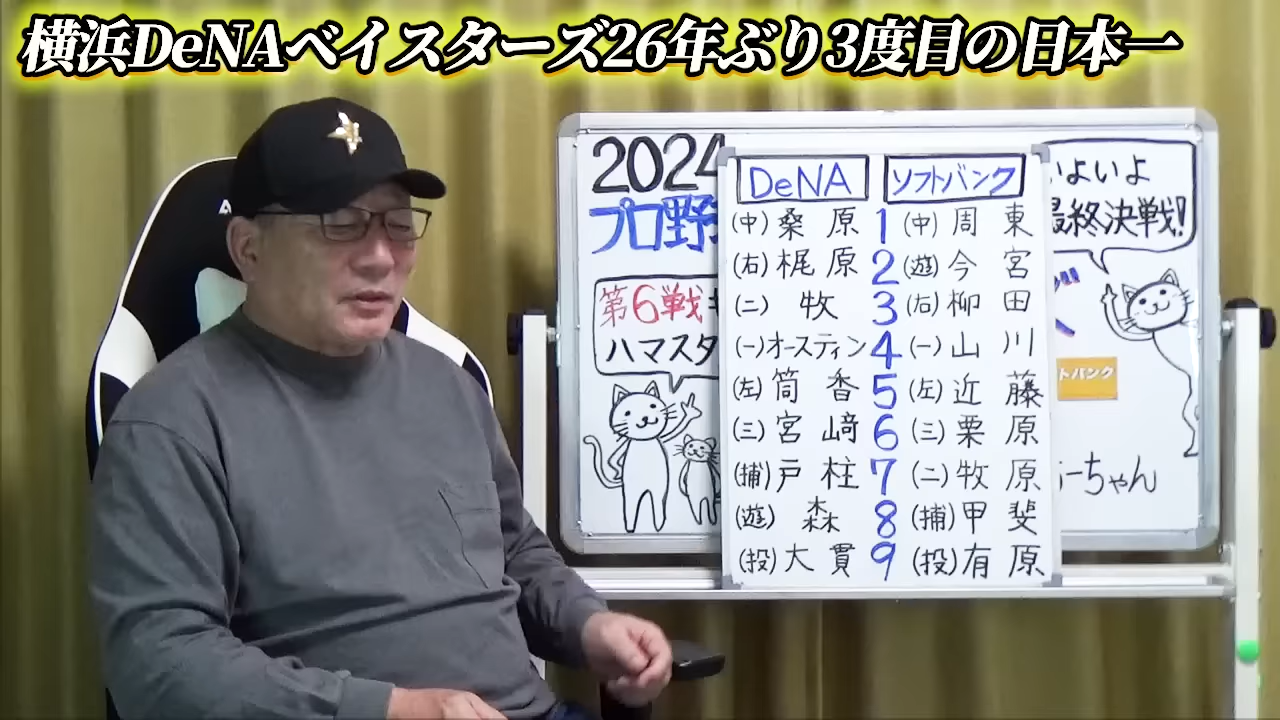 横浜DeNAベイスターズ26年ぶり3度目の日本一
2024
プロ野
第6戦
ハマスタ
DeNA ソフトバンク
(中) 桑原 1 (中) 周東
(右) 梶原 2 (遊) 今宮
(二) 牧 3 (右) 柳田
(一) オースティン 4 (一) 山川
(左) 筒香 5 (左) 近藤
(三) 宮﨑 6 (三) 栗原
(捕) 戸柱 7 (二) 牧原
(遊) 森 8 (捕) 甲斐
(投) 大貫 9 (投) 有原
いよいよ
最終決戦!
トバンク
ーちゃん